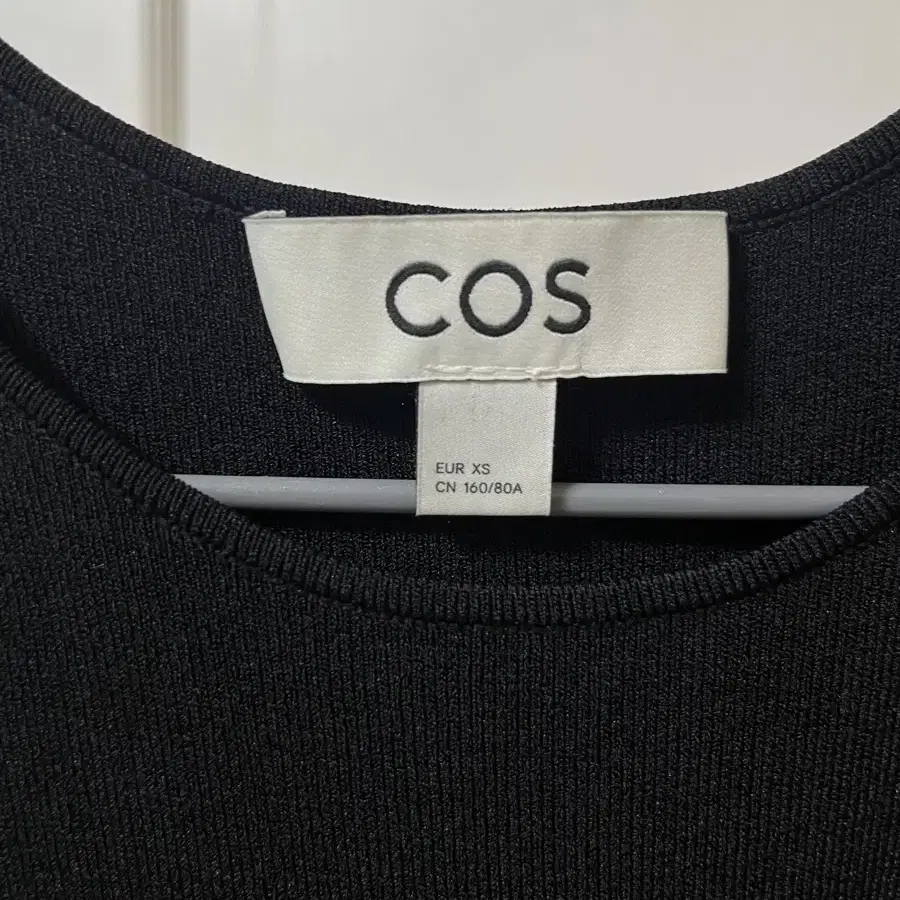 COS
EUR XS
CN 160/80A